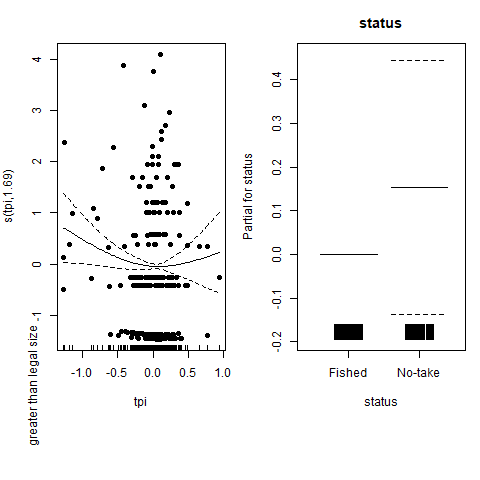 status
s(tpi,1.69)
greater than legal size
4
3
2
1
0
-1
-1.0
-0.5
0.0
0.5
1.0
tpi
Partial for status
0.4
0.3
0.2
0.1
0.0
-0.1
-0.2
Fished
No-take
status